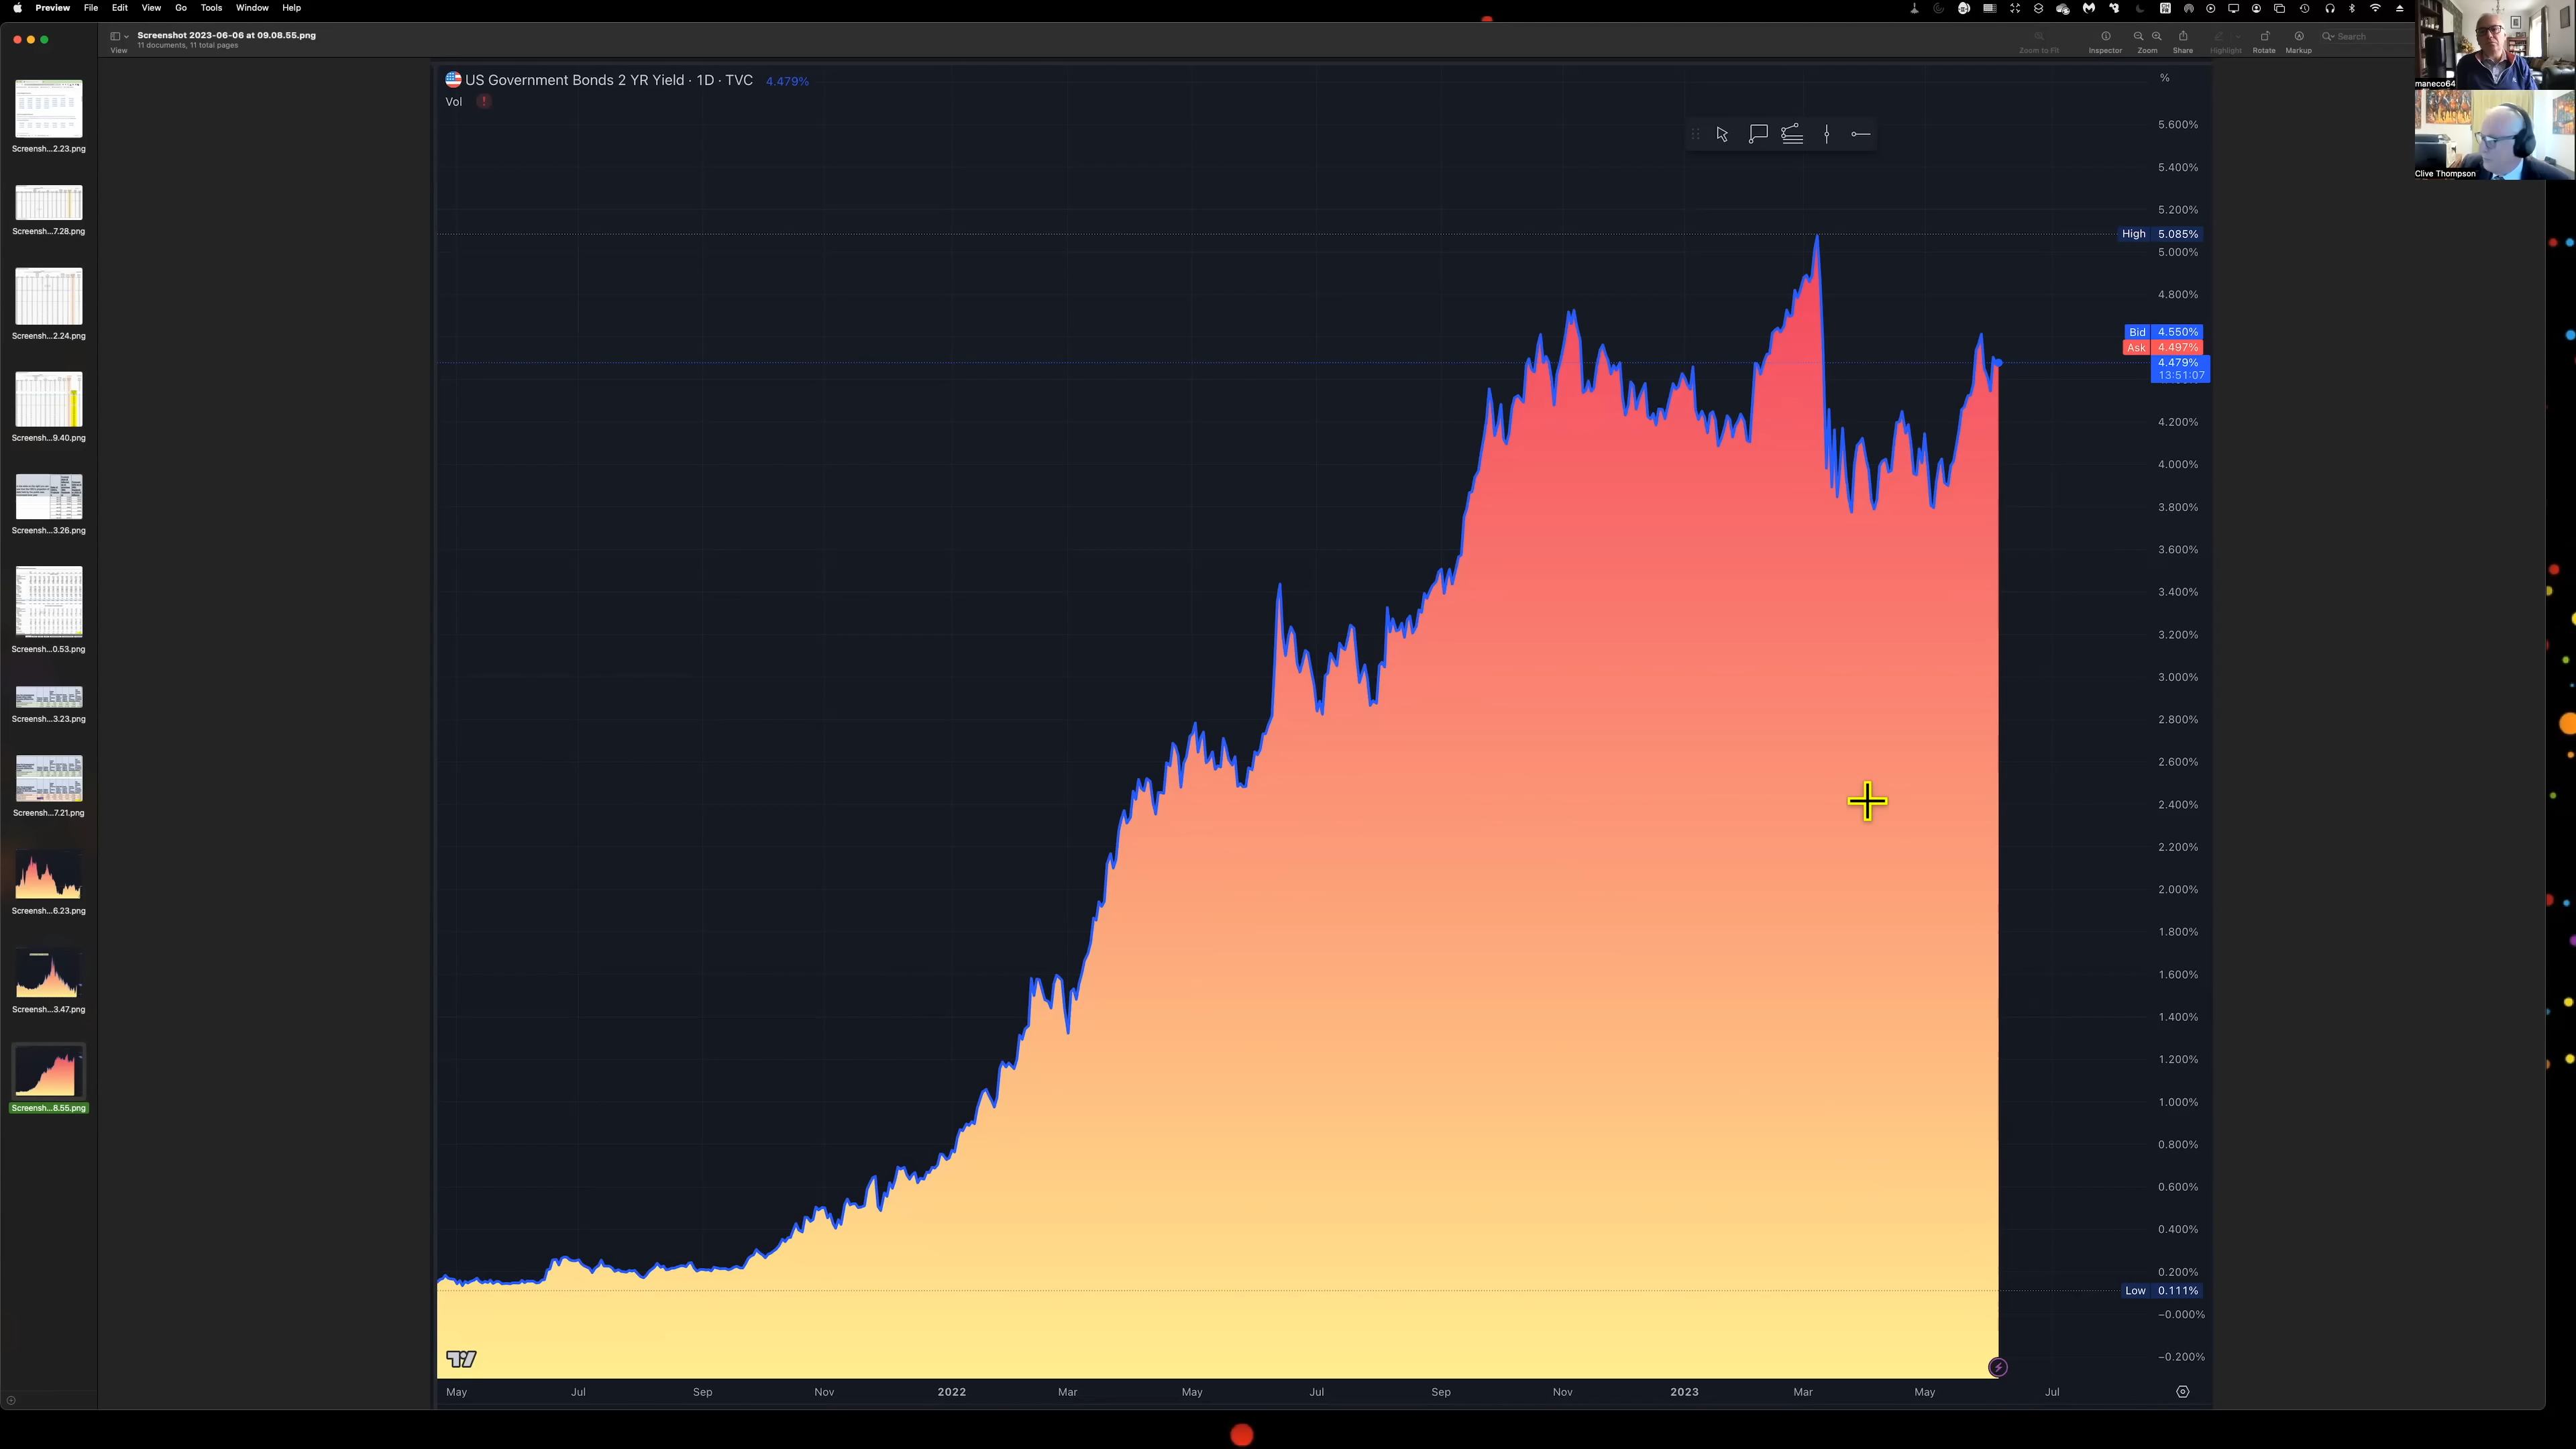 Preview File Edit View Go Tools Window Help
Screenshot 2023-06-06 at 09.08.55.png
11 documents, 11 total pages
View
Zoom to Fit Inspector Zoom Share Highlight Rotate Markup Search
maneco64
Clive Thompson
Screensh...2.23.png
Screensh...7.28.png
Screensh...2.24.png
Screensh...9.40.png
Screensh...3.26.png
Screensh...0.53.png
Screensh...3.23.png
Screensh...7.21.png
Screensh...6.23.png
Screensh...3.47.png
Screensh...8.55.png
US Government Bonds 2 YR Yield · 1D · TVC 4.479%
Vol !
%
5.600%
5.400%
5.200%
High 5.085%
5.000%
4.800%
Bid 4.550%
Ask 4.497%
4.479%
13:51:07
4.200%
4.000%
3.800%
3.600%
3.400%
3.200%
3.000%
2.800%
2.600%
2.400%
2.200%
2.000%
1.800%
1.600%
1.400%
1.200%
1.000%
0.800%
0.600%
0.400%
0.200%
Low 0.111%
−0.000%
−0.200%
May Jul Sep Nov 2022 Mar May Jul Sep Nov 2023 Mar May Jul